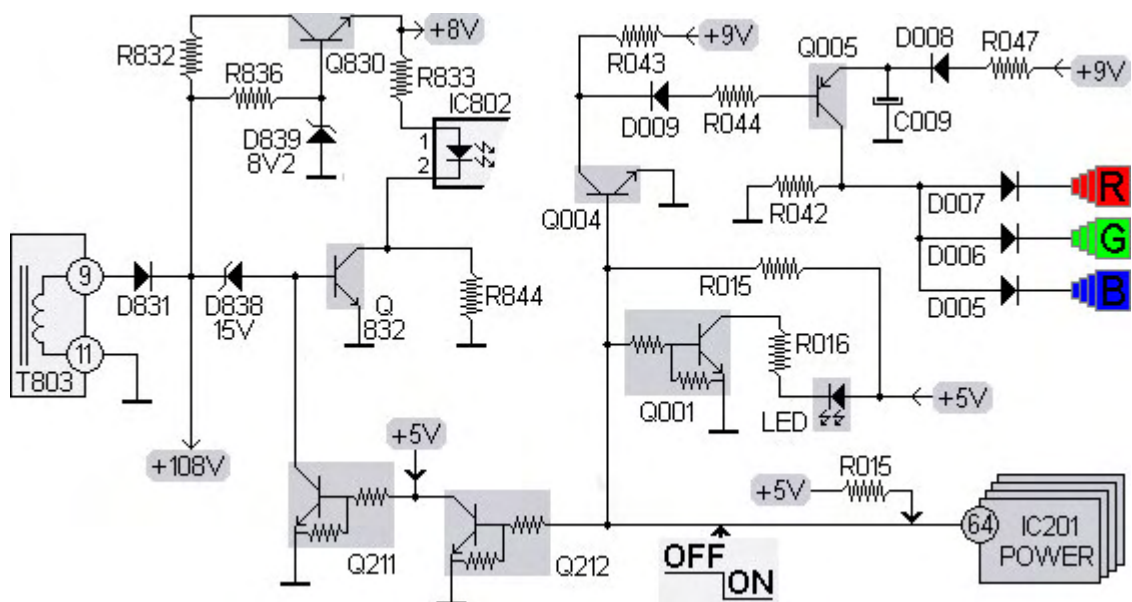 R832
R836
Q830
+8V
R833
IC802
1
2
D839
8V2
9
11
T803
D831
D838
15V
Q
832
R844
+108V
+5V
Q211
Q212
+9V
R043
D009
R044
Q005
D008
R047
+9V
C009
Q004
R042
D007
R
D006
G
D005
B
R015
R016
Q001
LED
+5V
+5V
R015
OFF
ON
64
IC201
POWER